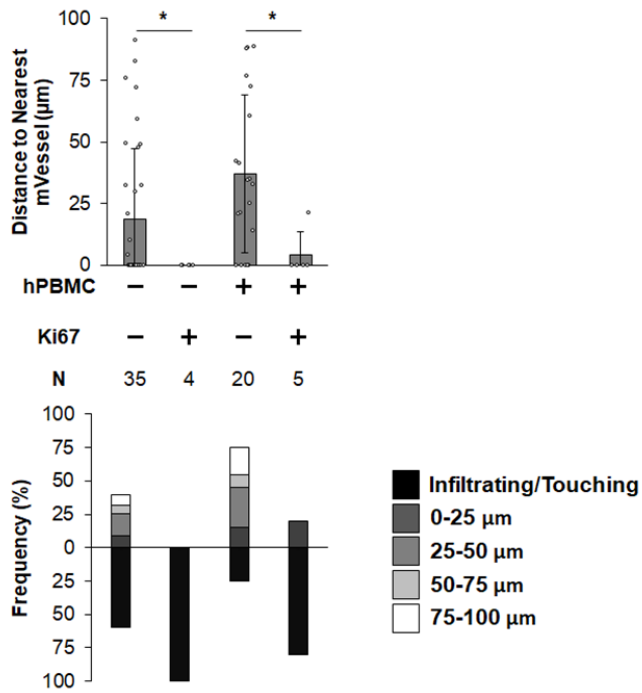 * *
100
75
50
25
0
Distance to Nearest
mVessel (µm)
hPBMC − − + +
Ki67 − + − +
N 35 4 20 5
100
75
50
25
0
25
50
75
100
Frequency (%)
Infiltrating/Touching
0-25 µm
25-50 µm
50-75 µm
75-100 µm